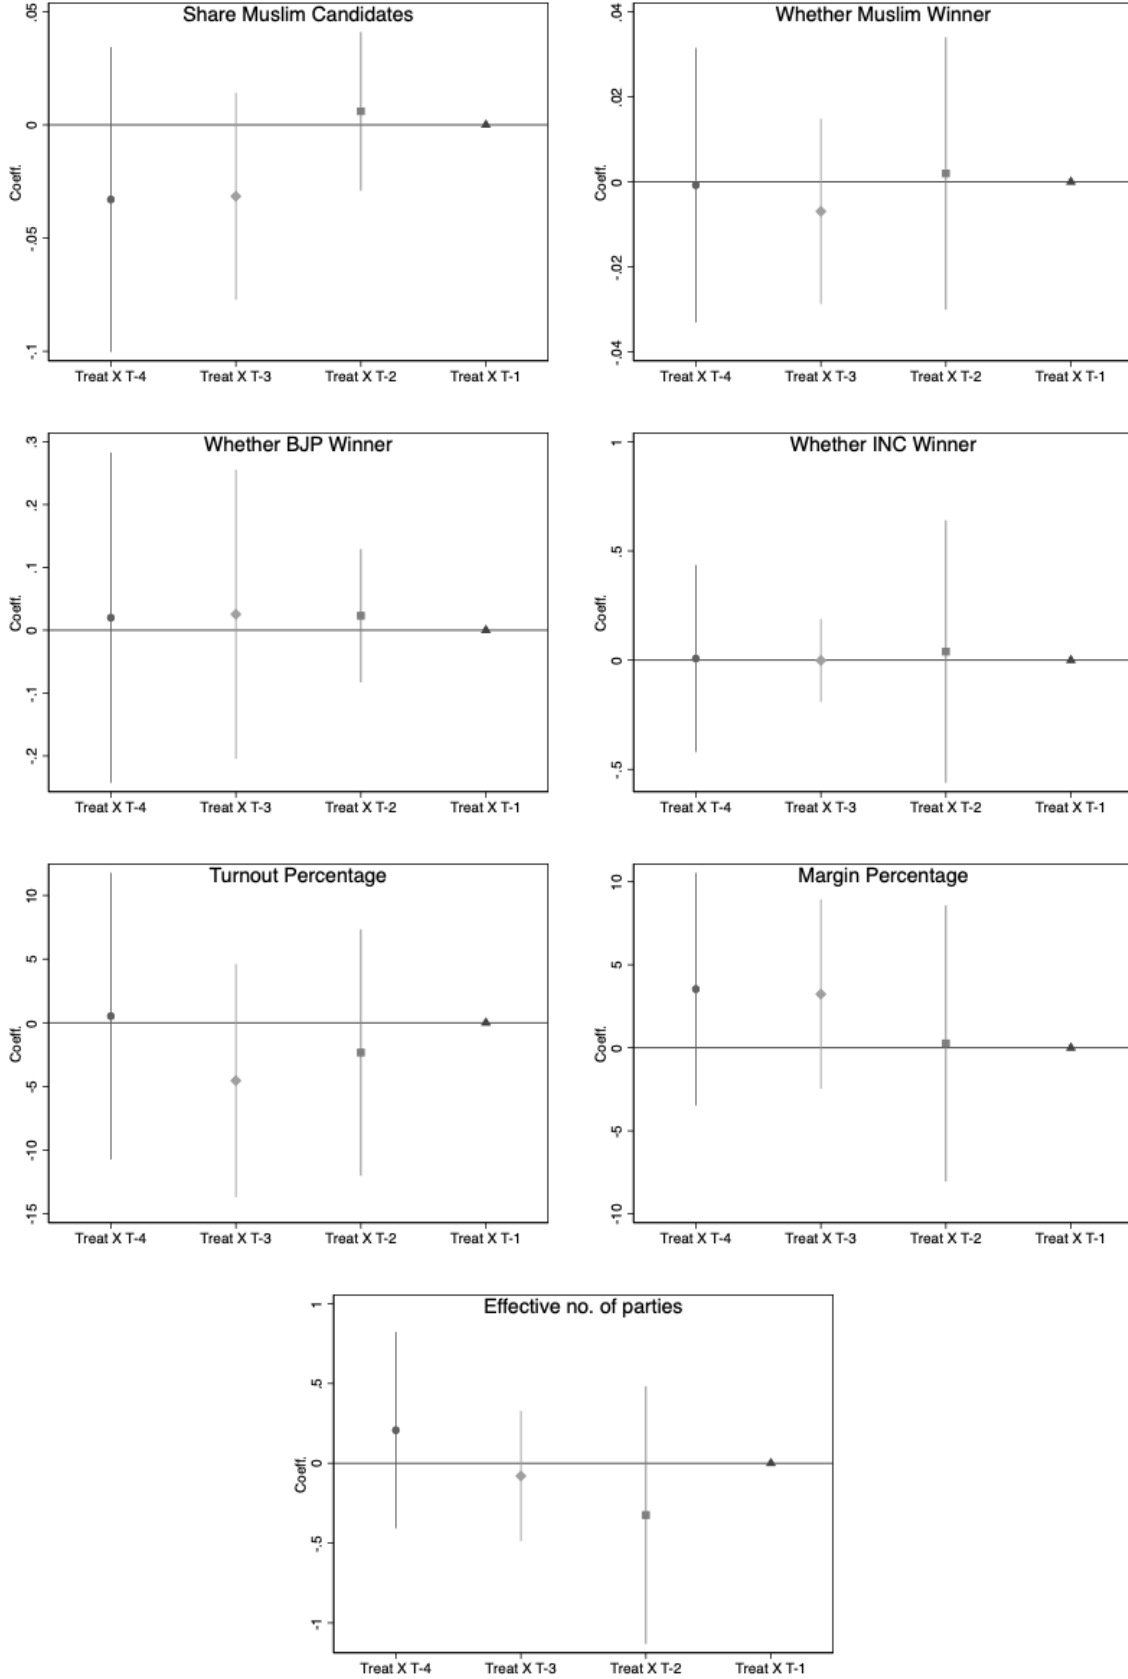 Share Muslim Candidates
Coeff.
.05
0
-.05
-.1
Treat X T-4 Treat X T-3 Treat X T-2 Treat X T-1
Whether Muslim Winner
Coeff.
.04
.02
0
-.02
-.04
Treat X T-4 Treat X T-3 Treat X T-2 Treat X T-1
Whether BJP Winner
Coeff.
.3
.2
.1
0
-.1
-.2
Treat X T-4 Treat X T-3 Treat X T-2 Treat X T-1
Whether INC Winner
Coeff.
1
.5
0
-.5
Treat X T-4 Treat X T-3 Treat X T-2 Treat X T-1
Turnout Percentage
Coeff.
10
5
0
-5
-10
-15
Treat X T-4 Treat X T-3 Treat X T-2 Treat X T-1
Margin Percentage
Coeff.
10
5
0
-5
-10
Treat X T-4 Treat X T-3 Treat X T-2 Treat X T-1
Effective no. of parties
Coeff.
1
.5
0
-.5
-1
Treat X T-4 Treat X T-3 Treat X T-2 Treat X T-1